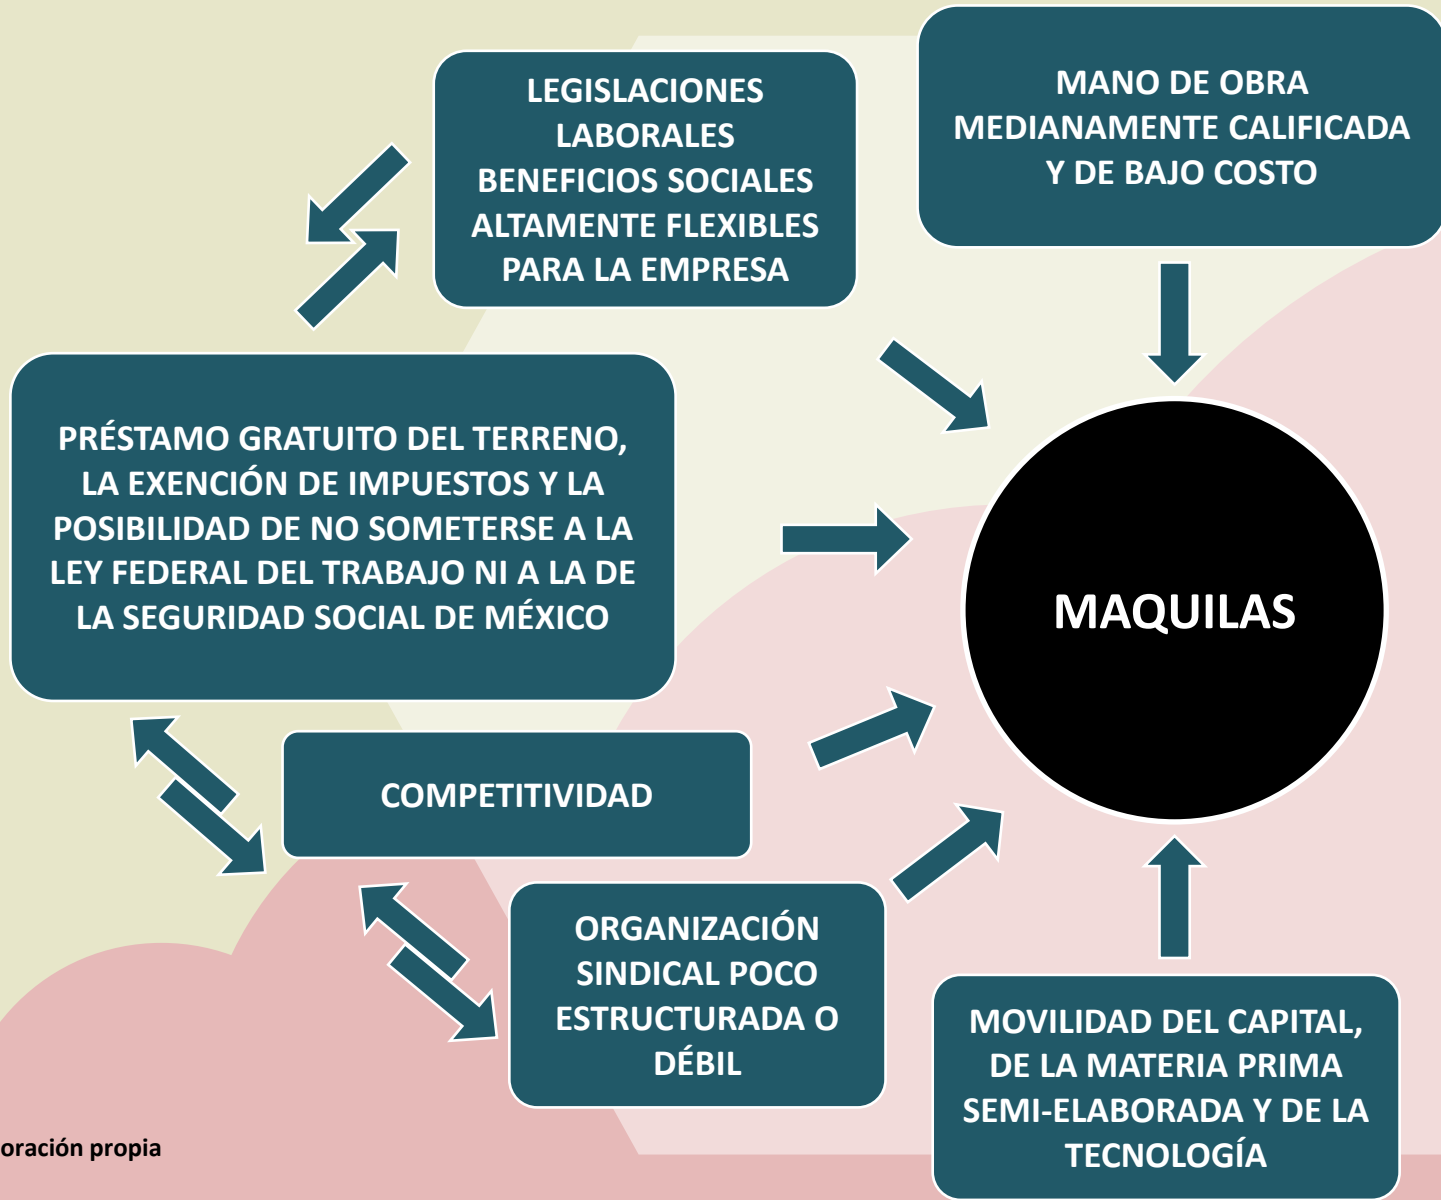 LEGISLACIONES
LABORALES
BENEFICIOS SOCIALES
ALTAMENTE FLEXIBLES
PARA LA EMPRESA
MANO DE OBRA
MEDIANAMENTE CALIFICADA
Y DE BAJO COSTO
PRÉSTAMO GRATUITO DEL TERRENO,
LA EXENCIÓN DE IMPUESTOS Y LA
POSIBILIDAD DE NO SOMETERSE A LA
LEY FEDERAL DEL TRABAJO NI A LA DE
LA SEGURIDAD SOCIAL DE MÉXICO
MAQUILAS
COMPETITIVIDAD
ORGANIZACIÓN
SINDICAL POCO
ESTRUCTURADA O
DÉBIL
MOVILIDAD DEL CAPITAL,
DE LA MATERIA PRIMA
SEMI-ELABORADA Y DE LA
TECNOLOGÍA
oración propia